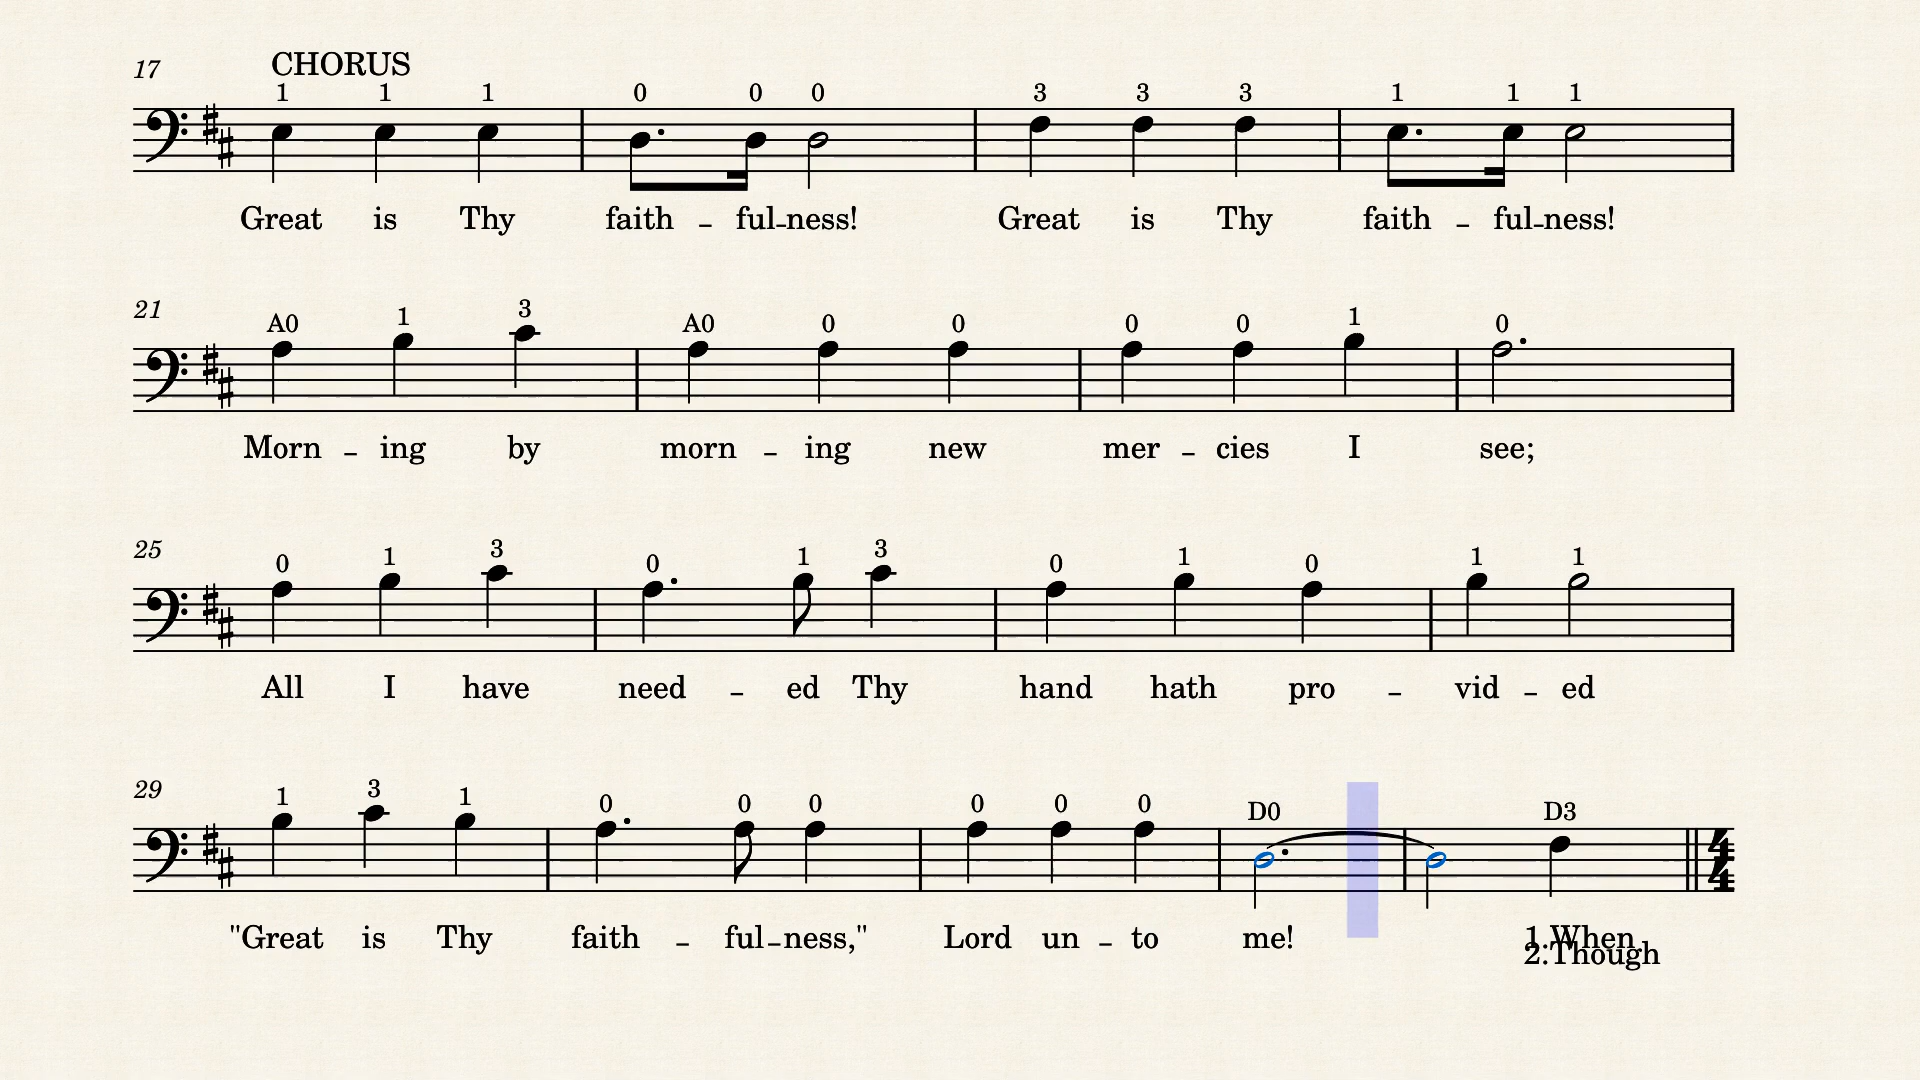 17 CHORUS
1 1 1 0 0 0 3 3 3 1 1 1
Great is Thy faith - ful-ness! Great is Thy faith - ful-ness!
21 A0 1 3 A0 0 0 0 0 1 0
Morn - ing by morn - ing new mer - cies I see;
25 0 1 3 0 1 3 0 1 0 1 1
All I have need - ed Thy hand hath pro - vid - ed
29 1 3 1 0 0 0 0 0 0 D0 D3
4
4
"Great is Thy faith - ful-ness," Lord un - to me! 1.When
2.Though